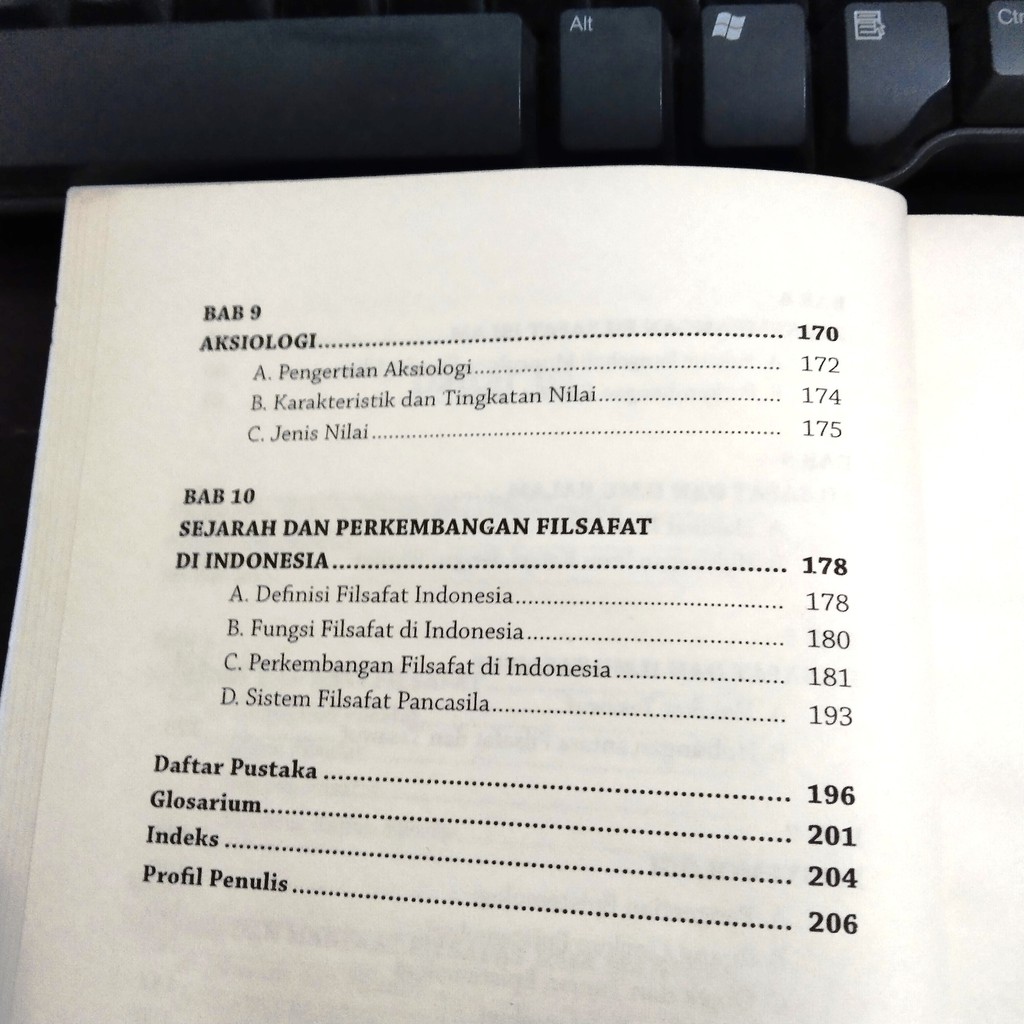 Alt
Ctr
BAB 9
AKSIOLOGI.................................................................... 170
A. Pengertian Aksiologi.................................................. 172
B. Karakteristik dan Tingkatan Nilai............................. 174
C. Jenis Nilai................................................................... 175
BAB 10
SEJARAH DAN PERKEMBANGAN FILSAFAT
DI INDONESIA.................................................................. 178
A. Definisi Filsafat Indonesia.......................................... 178
B. Fungsi Filsafat di Indonesia........................................ 180
C. Perkembangan Filsafat di Indonesia ........................... 181
D. Sistem Filsafat Pancasila............................................. 193
Daftar Pustaka .................................................................. 196
Glosarium........................................................................... 201
Indeks ................................................................................. 204
Profil Penulis...................................................................... 206